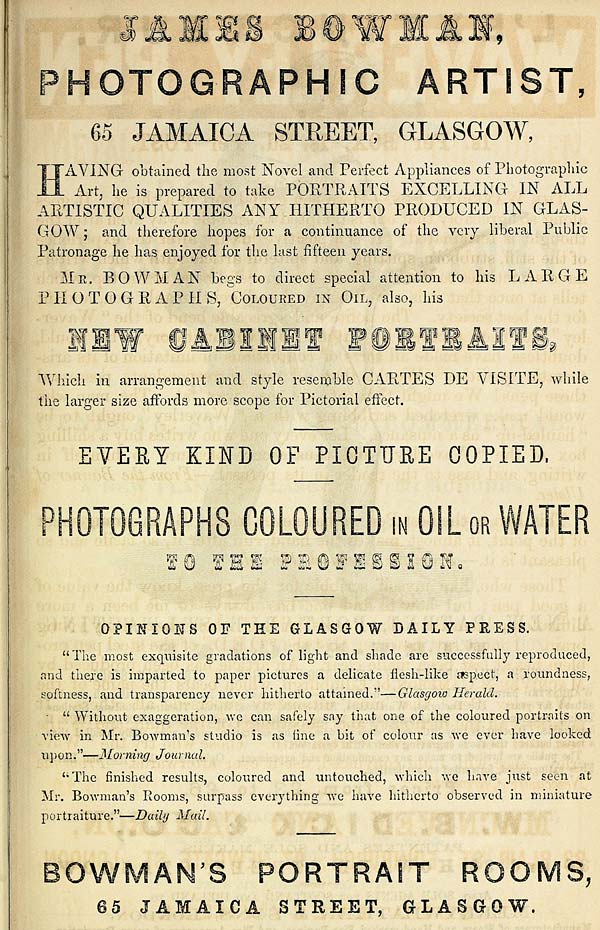 JAMES BOWMAN,
PHOTOGRAPHIC ARTIST,
65 JAMAICA STREET, GLASGOW,
HAVING obtained the most Novel and Perfect Appliances of Photographic
Art, he is prepared to take PORTRAITS EXCELLING IN ALL
ARTISTIC QUALITIES ANY HITHERTO PRODUCED IN GLAS-
GOW; and therefore hopes for a continuance of the very liberal Public
Patronage he has enjoyed for the last fifteen years.
MR. BOWMAN begs to direct special attention to his LARGE
PHOTOGRAPHS, COLOURED IN OIL, also, his
NEW CABINET PORTRAITS,
Which in arrangement and style resemble CARTES DE VISITE, while
the larger size affords more scope for Pictorial effect.
EVERY KIND OF PICTURE COPIED.
PHOTOGRAPHS COLOURED IN OIL OR WATER
TO THE PROFESSION.
OPINIONS OF THE GLASGOW DAILY PRESS.
"The most exquisite gradations of light and shade are successfully reproduced,
and there is imparted to paper pictures a delicate flesh-like æspect, a roundness,
softness, and transparency never hitherto attained."—Glasgow Herald.
"Without exaggeration, we can safely say that one of the coloured portraits on
view in Mr. Bowman's studio is as fine a bit of colour as we ever have looked
upon."—Morning Journal.
"The finished results, coloured and untouched, which we have just seen at
Mr. Bowman's Rooms, surpass everything we have hitherto observed in miniature
portraiture."—Daily Mail.
BOWMAN'S PORTRAIT ROOMS,
65 JAMAICA STREET, GLASGOW.